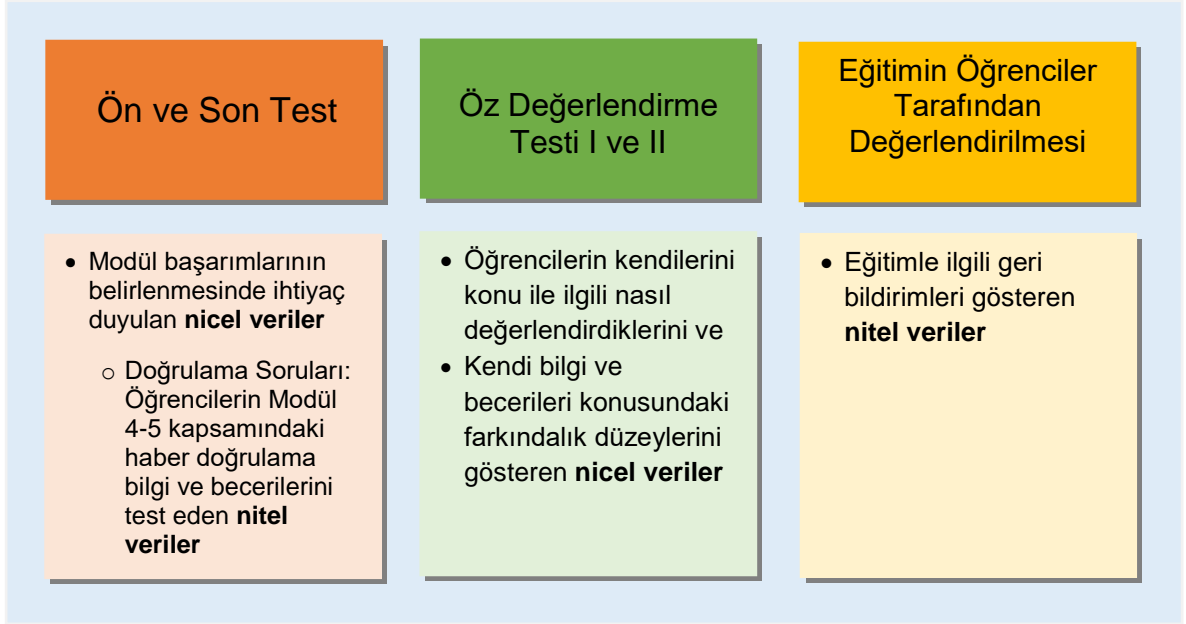 Ön ve Son Test
• Modül başarımlarının
belirlenmesinde ihtiyaç
duyulan nicel veriler
o Doğrulama Soruları:
Öğrencilerin Modül
4-5 kapsamındaki
haber doğrulama
bilgi ve becerilerini
test eden nitel
veriler
Öz Değerlendirme
Testi I ve II
• Öğrencilerin kendilerini
konu ile ilgili nasıl
değerlendirdiklerini ve
• Kendi bilgi ve
becerileri konusundaki
farkındalık düzeylerini
gösteren nicel veriler
Eğitimin Öğrenciler
Tarafından
Değerlendirilmesi
• Eğitimle ilgili geri
bildirimleri gösteren
nitel veriler